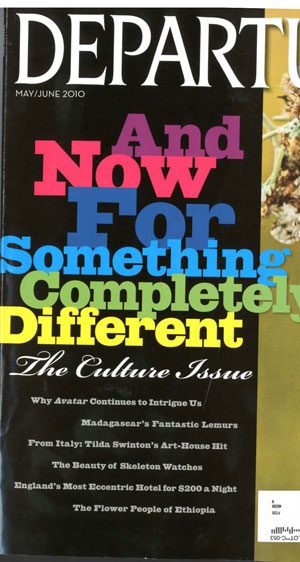 DEPARTU
MAY/JUNE 2010
And
Now
For
Something
Completely
Different
The Culture Issue
Why Avatar Continues to Intrigue Us
Madagascar's Fantastic Lemurs
From Italy: Tilda Swinton's Art-House Hit
The Beauty of Skeleton Watches
England's Most Eccentric Hotel for $200 a Night
The Flower People of Ethiopia